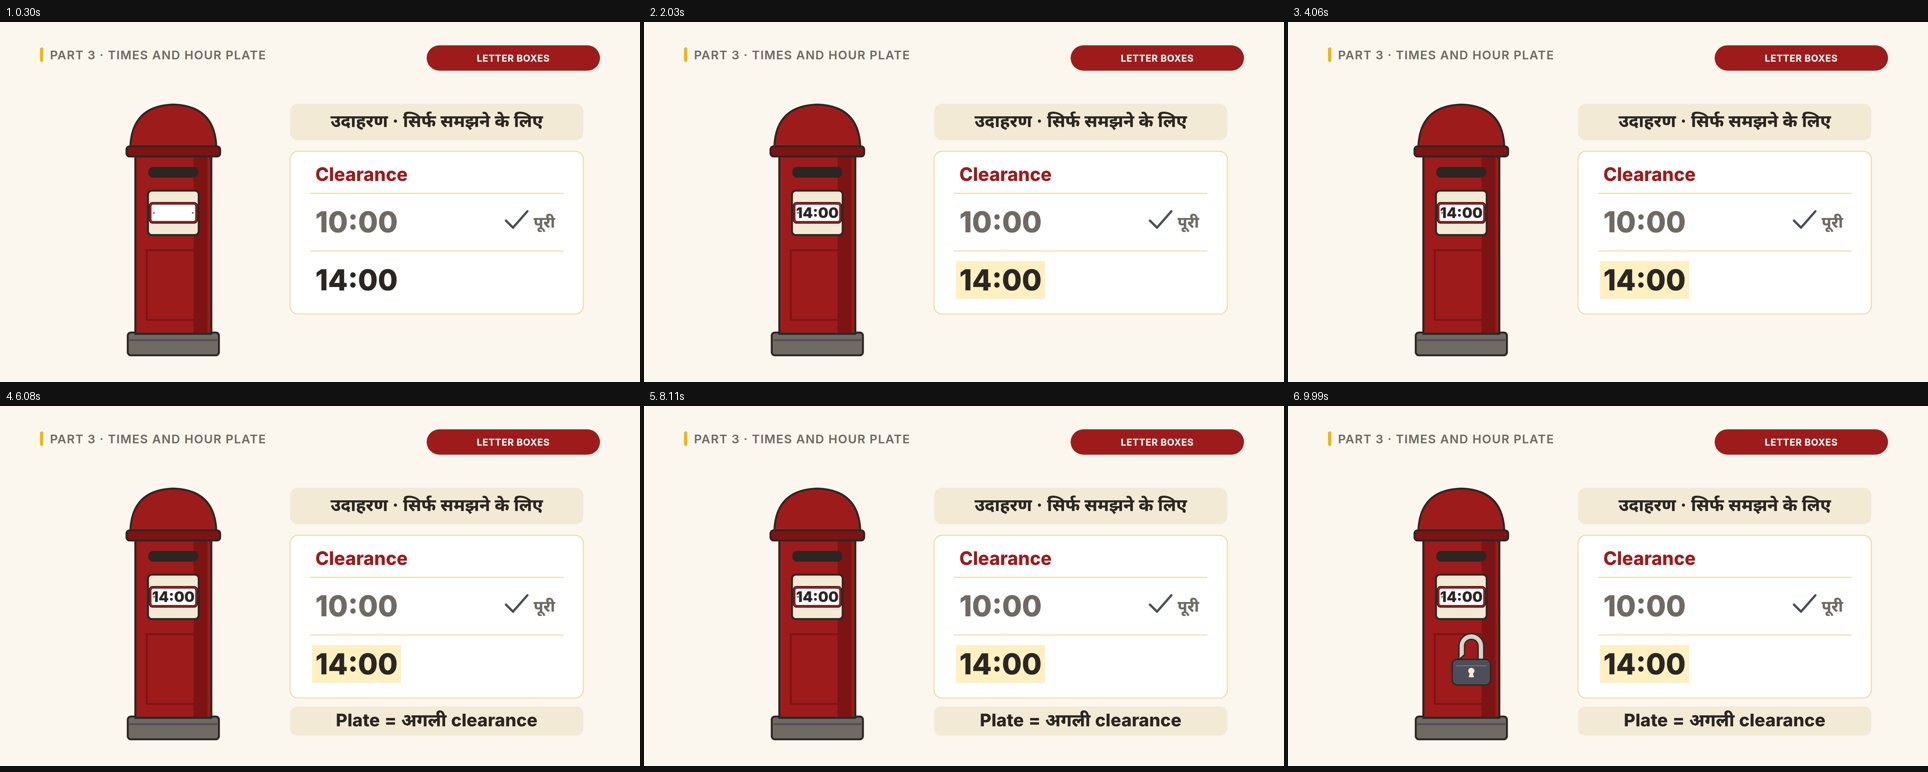 1. 0.30s
PART 3 · TIMES AND HOUR PLATE
LETTER BOXES
उदाहरण · सिर्फ समझने के लिए
Clearance
10:00 पूरी
14:00
2. 2.03s
PART 3 · TIMES AND HOUR PLATE
LETTER BOXES
उदाहरण · सिर्फ समझने के लिए
Clearance
14:00
10:00 पूरी
14:00
3. 4.06s
PART 3 · TIMES AND HOUR PLATE
LETTER BOXES
उदाहरण · सिर्फ समझने के लिए
Clearance
14:00
10:00 पूरी
14:00
4. 6.08s
PART 3 · TIMES AND HOUR PLATE
LETTER BOXES
उदाहरण · सिर्फ समझने के लिए
Clearance
14:00
10:00 पूरी
14:00
Plate = अगली clearance
5. 8.11s
PART 3 · TIMES AND HOUR PLATE
LETTER BOXES
उदाहरण · सिर्फ समझने के लिए
Clearance
14:00
10:00 पूरी
14:00
Plate = अगली clearance
6. 9.99s
PART 3 · TIMES AND HOUR PLATE
LETTER BOXES
उदाहरण · सिर्फ समझने के लिए
Clearance
14:00
10:00 पूरी
14:00
Plate = अगली clearance